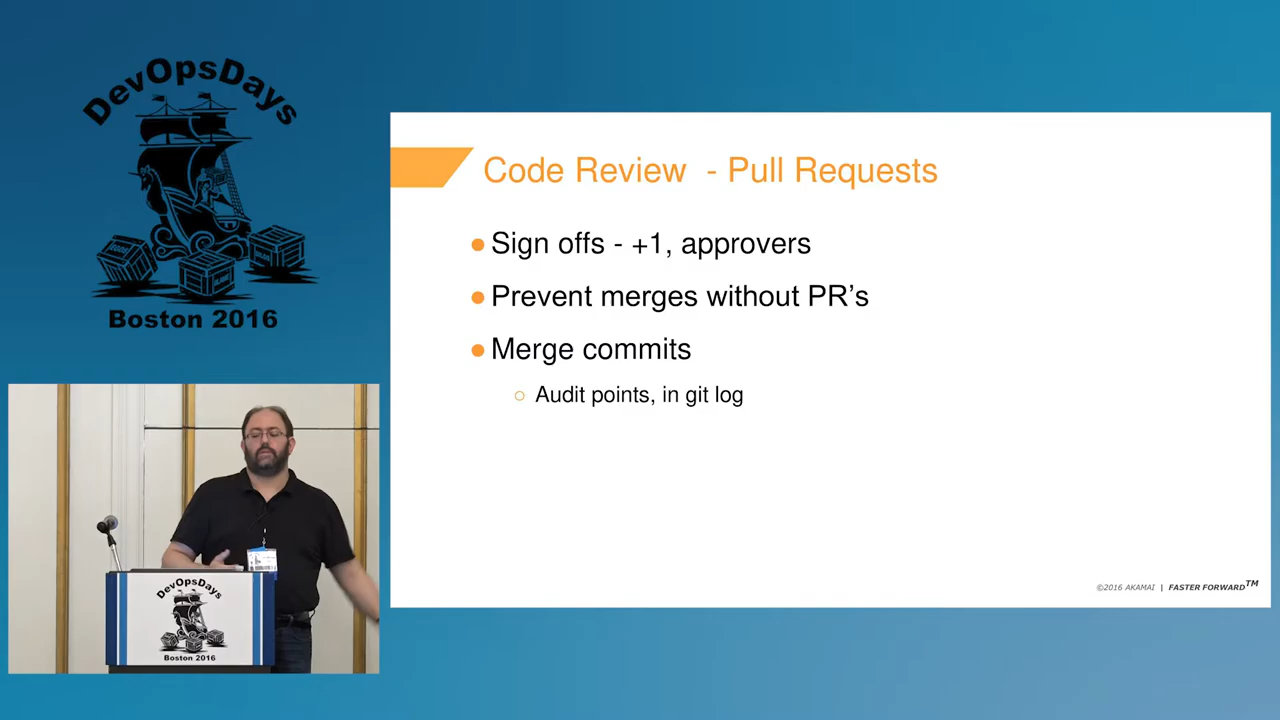 DevOpsDays
Boston 2016
Code Review - Pull Requests
Sign offs - +1, approvers
Prevent merges without PR’s
Merge commits
Audit points, in git log
©2016 AKAMAI | FASTER FORWARD™
DevOpsDays
Boston 2016